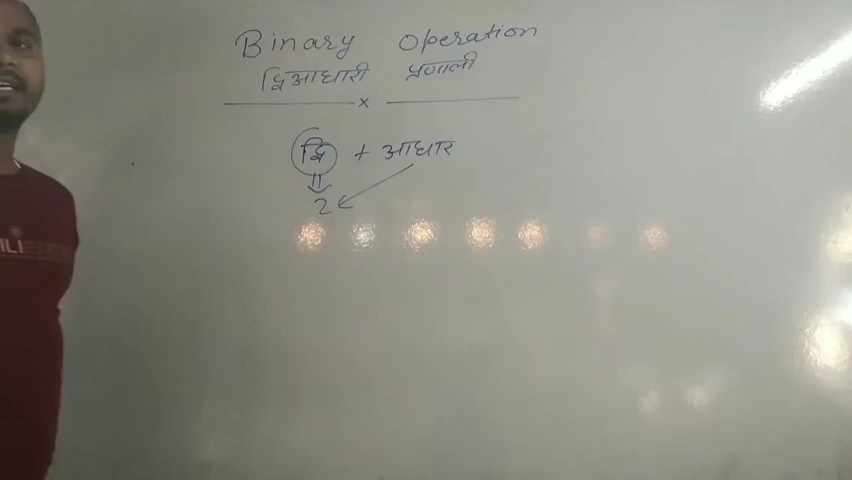 Binary Operation
द्विआधारी प्रणाली
x
द्वि + आधार
2